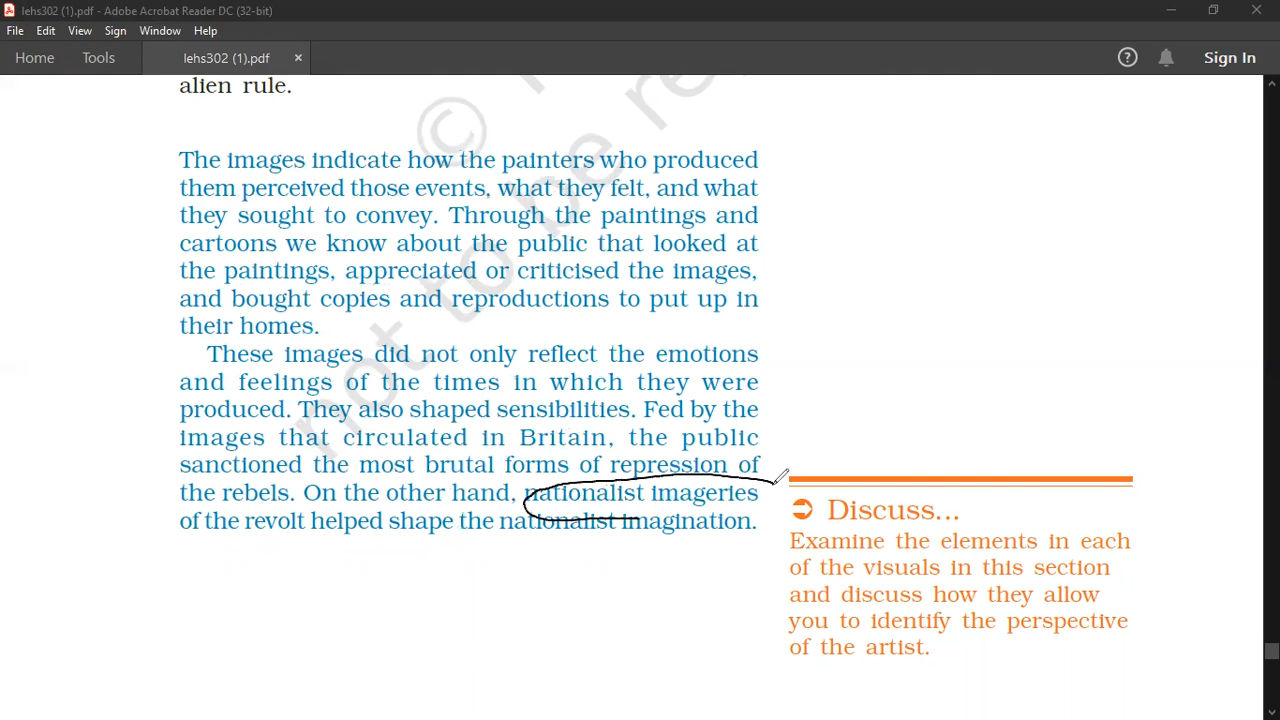 lehs302 (1).pdf - Adobe Acrobat Reader DC (32-bit)
File Edit View Sign Window Help
Home Tools lehs302 (1).pdf × ? Sign In
alien rule.
© 
not to be re
The images indicate how the painters who produced
them perceived those events, what they felt, and what
they sought to convey. Through the paintings and
cartoons we know about the public that looked at
the paintings, appreciated or criticised the images,
and bought copies and reproductions to put up in
their homes.
These images did not only reflect the emotions
and feelings of the times in which they were
produced. They also shaped sensibilities. Fed by the
images that circulated in Britain, the public
sanctioned the most brutal forms of repression of
the rebels. On the other hand, nationalist imageries
of the revolt helped shape the nationalist imagination.
Discuss...
Examine the elements in each
of the visuals in this section
and discuss how they allow
you to identify the perspective
of the artist.